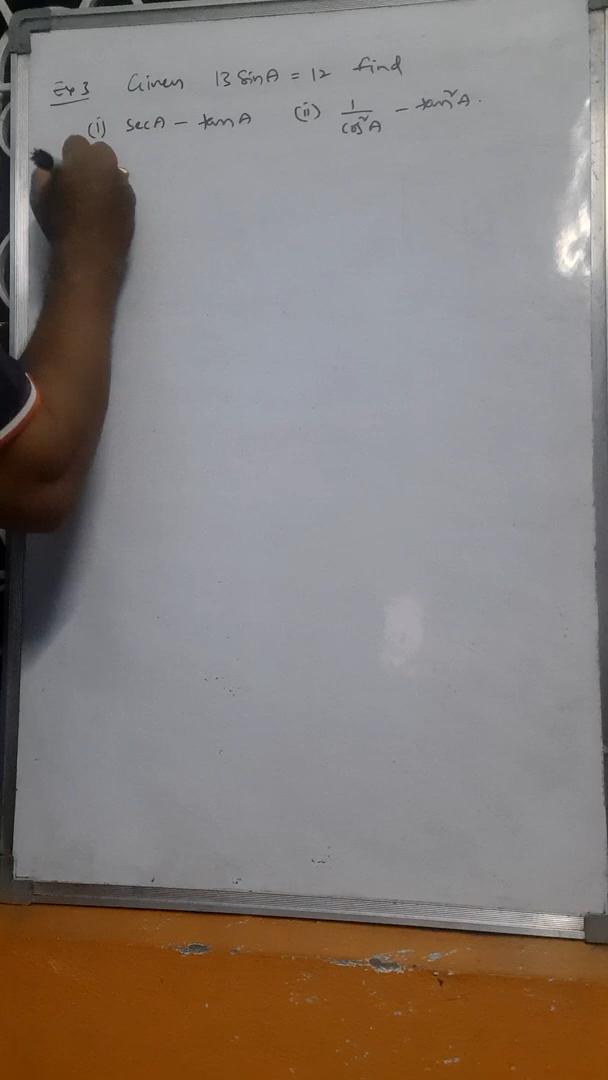 Ex 3 Given 13 sinA = 12 find
(i) secA - tanA (ii) 1/cos²A - tan²A.